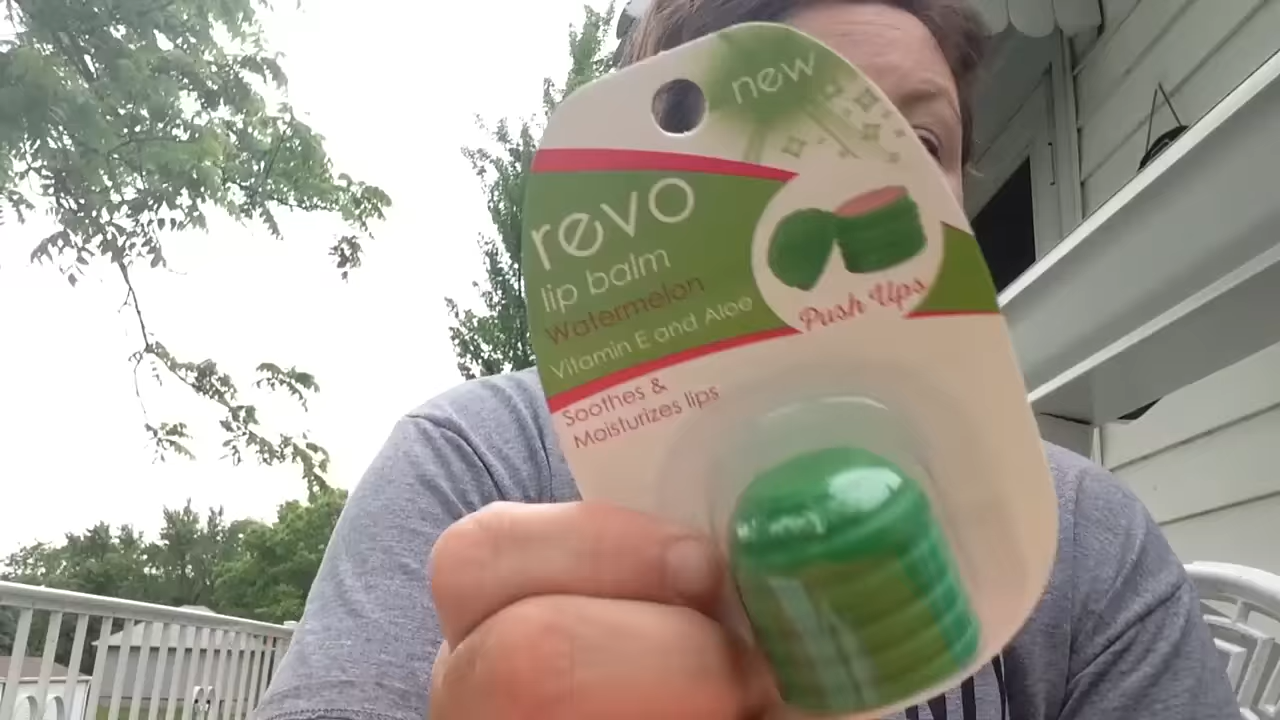 new
revo
lip balm
Watermelon
Vitamin E and Aloe
Push Ups
Soothes &
Moisturizes lips